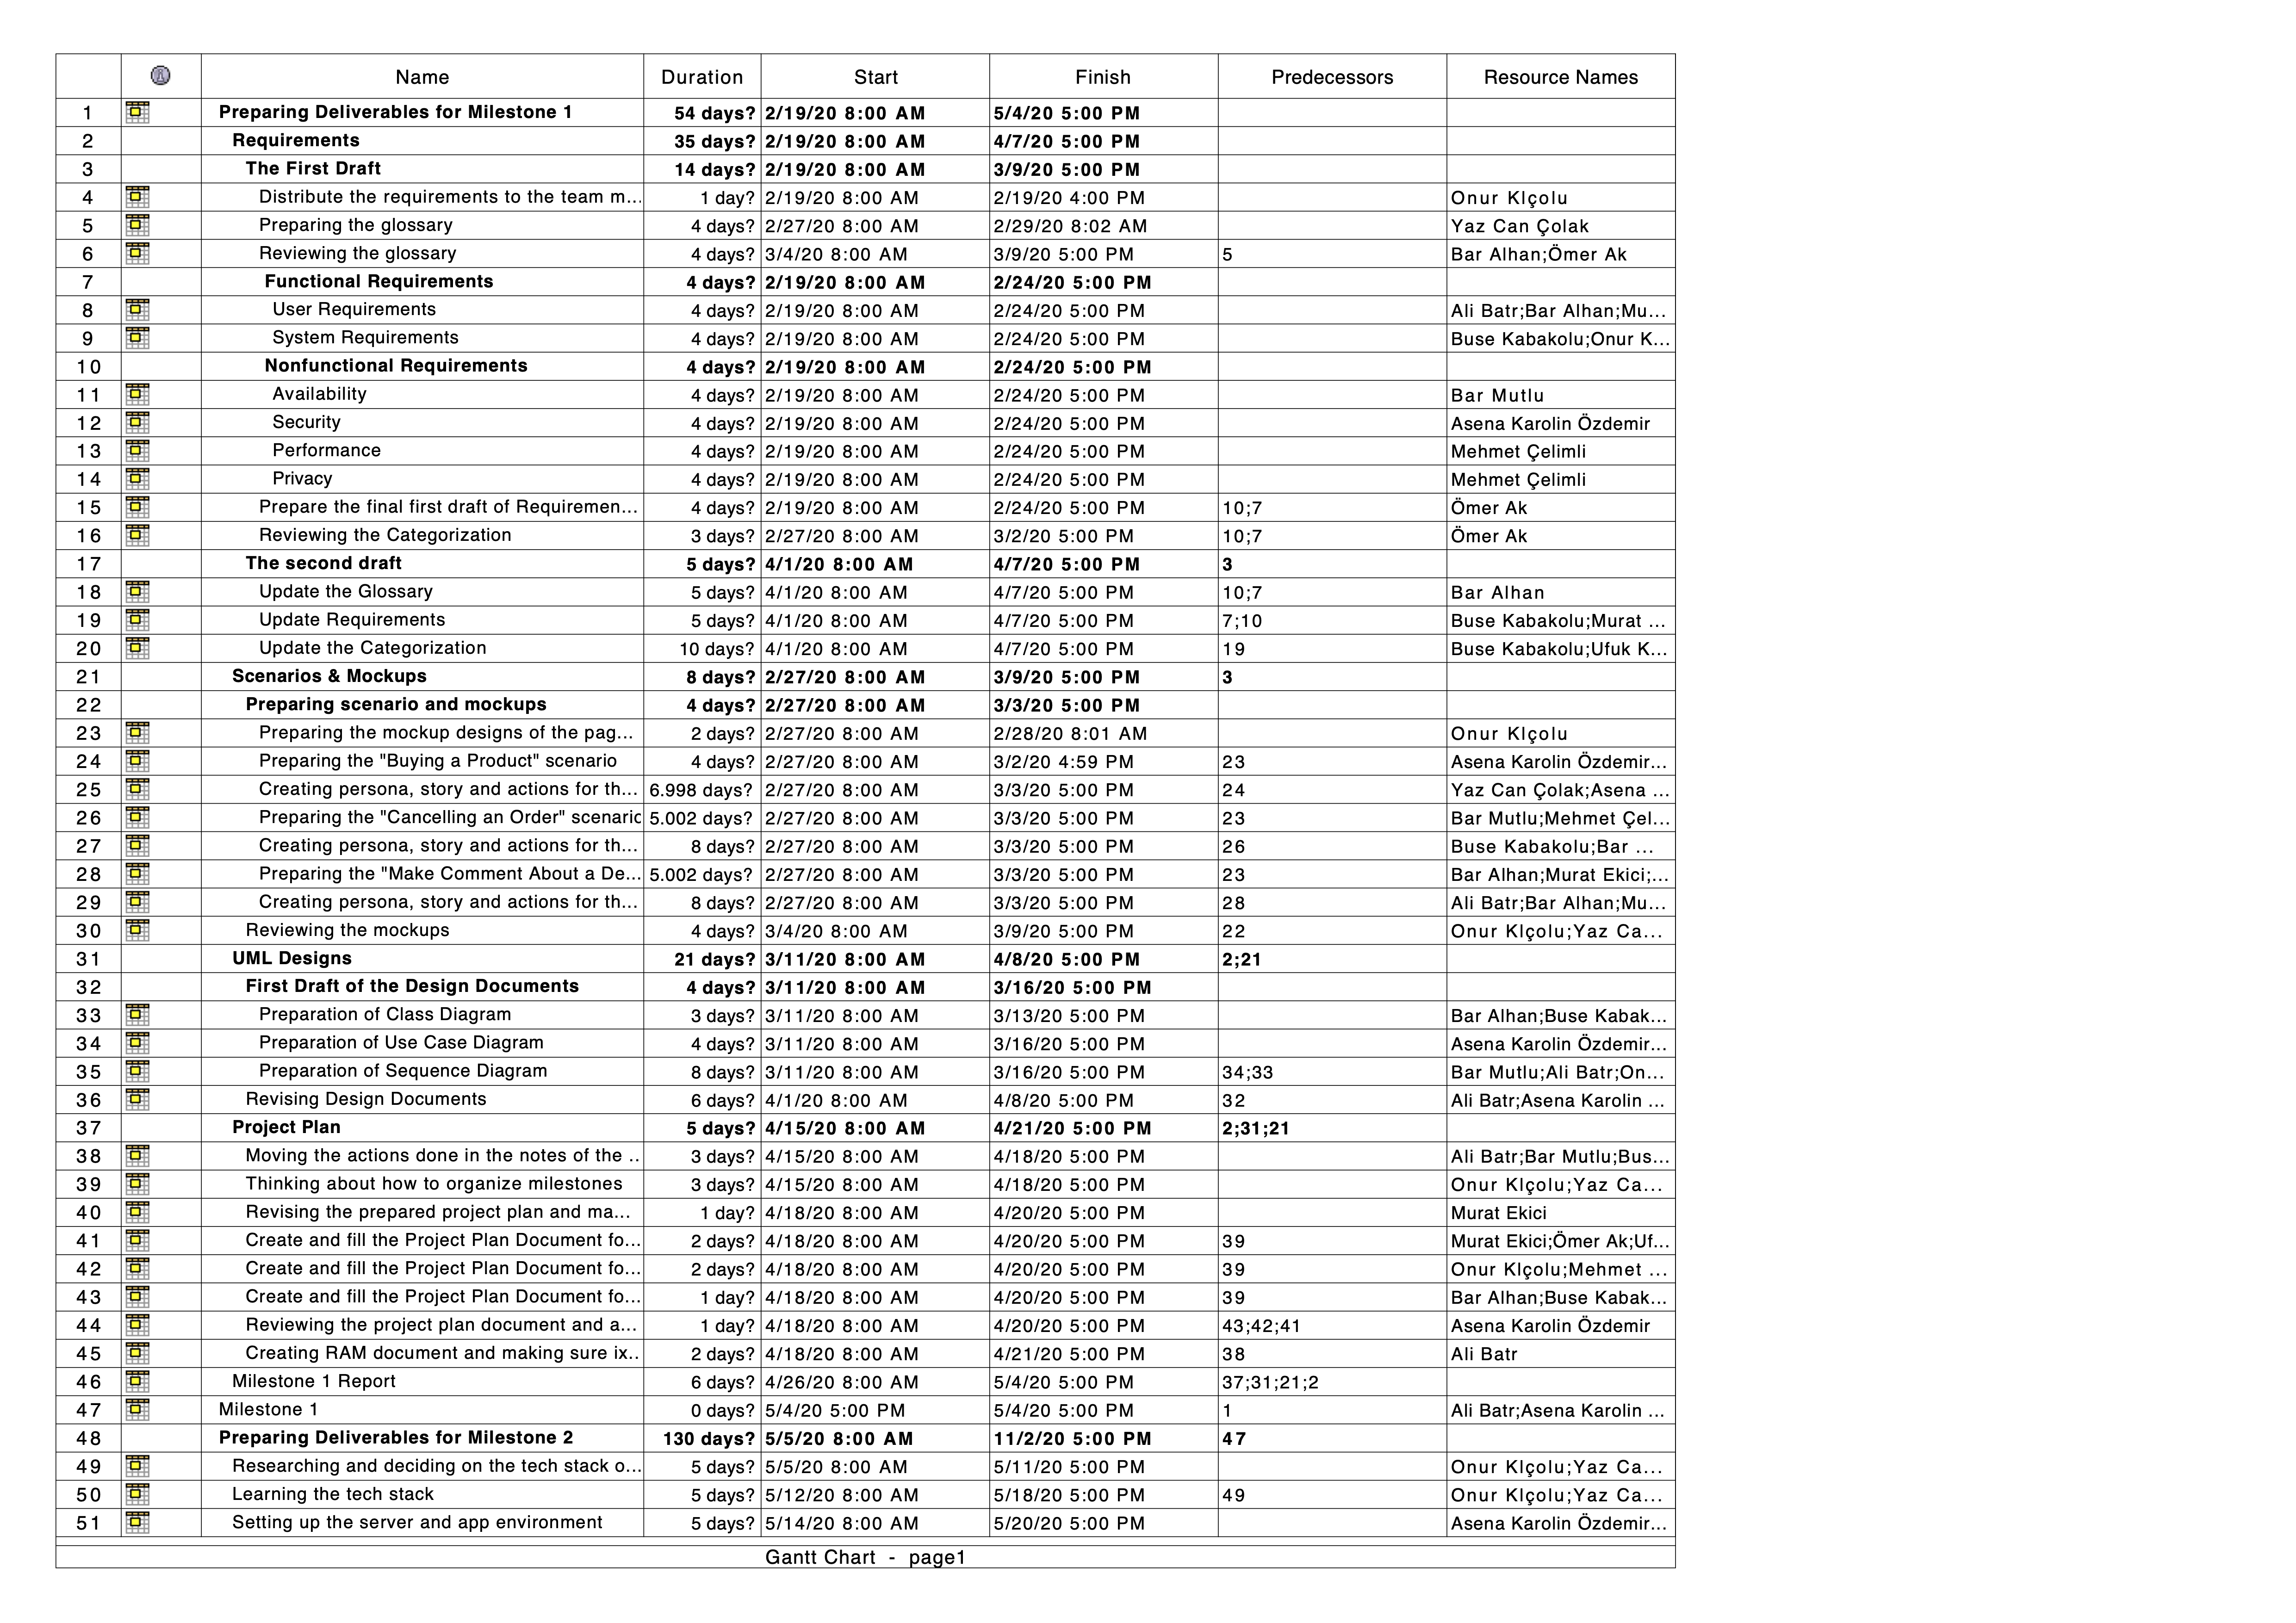 Name Duration Start Finish Predecessors Resource Names
1 Preparing Deliverables for Milestone 1 54 days? 2/19/20 8:00 AM 5/4/20 5:00 PM
2 Requirements 35 days? 2/19/20 8:00 AM 4/7/20 5:00 PM
3 The First Draft 14 days? 2/19/20 8:00 AM 3/9/20 5:00 PM
4 Distribute the requirements to the team m... 1 day? 2/19/20 8:00 AM 2/19/20 4:00 PM Onur Klçolu
5 Preparing the glossary 4 days? 2/27/20 8:00 AM 2/29/20 8:02 AM Yaz Can Çolak
6 Reviewing the glossary 4 days? 3/4/20 8:00 AM 3/9/20 5:00 PM 5 Bar Alhan;Ömer Ak
7 Functional Requirements 4 days? 2/19/20 8:00 AM 2/24/20 5:00 PM
8 User Requirements 4 days? 2/19/20 8:00 AM 2/24/20 5:00 PM Ali Batr;Bar Alhan;Mu...
9 System Requirements 4 days? 2/19/20 8:00 AM 2/24/20 5:00 PM Buse Kabakolu;Onur K...
10 Nonfunctional Requirements 4 days? 2/19/20 8:00 AM 2/24/20 5:00 PM
11 Availability 4 days? 2/19/20 8:00 AM 2/24/20 5:00 PM Bar Mutlu
12 Security 4 days? 2/19/20 8:00 AM 2/24/20 5:00 PM Asena Karolin Özdemir
13 Performance 4 days? 2/19/20 8:00 AM 2/24/20 5:00 PM Mehmet Çelimli
14 Privacy 4 days? 2/19/20 8:00 AM 2/24/20 5:00 PM Mehmet Çelimli
15 Prepare the final first draft of Requiremen... 4 days? 2/19/20 8:00 AM 2/24/20 5:00 PM 10;7 Ömer Ak
16 Reviewing the Categorization 3 days? 2/27/20 8:00 AM 3/2/20 5:00 PM 10;7 Ömer Ak
17 The second draft 5 days? 4/1/20 8:00 AM 4/7/20 5:00 PM 3
18 Update the Glossary 5 days? 4/1/20 8:00 AM 4/7/20 5:00 PM 10;7 Bar Alhan
19 Update Requirements 5 days? 4/1/20 8:00 AM 4/7/20 5:00 PM 7;10 Buse Kabakolu;Murat ...
20 Update the Categorization 10 days? 4/1/20 8:00 AM 4/7/20 5:00 PM 19 Buse Kabakolu;Ufuk K...
21 Scenarios & Mockups 8 days? 2/27/20 8:00 AM 3/9/20 5:00 PM 3
22 Preparing scenario and mockups 4 days? 2/27/20 8:00 AM 3/3/20 5:00 PM
23 Preparing the mockup designs of the pag... 2 days? 2/27/20 8:00 AM 2/28/20 8:01 AM Onur Klçolu
24 Preparing the "Buying a Product" scenario 4 days? 2/27/20 8:00 AM 3/2/20 4:59 PM 23 Asena Karolin Özdemir...
25 Creating persona, story and actions for th... 6.998 days? 2/27/20 8:00 AM 3/3/20 5:00 PM 24 Yaz Can Çolak;Asena ...
26 Preparing the "Cancelling an Order" scenario 5.002 days? 2/27/20 8:00 AM 3/3/20 5:00 PM 23 Bar Mutlu;Mehmet Çel...
27 Creating persona, story and actions for th... 8 days? 2/27/20 8:00 AM 3/3/20 5:00 PM 26 Buse Kabakolu;Bar ...
28 Preparing the "Make Comment About a De... 5.002 days? 2/27/20 8:00 AM 3/3/20 5:00 PM 23 Bar Alhan;Murat Ekici;...
29 Creating persona, story and actions for th... 8 days? 2/27/20 8:00 AM 3/3/20 5:00 PM 28 Ali Batr;Bar Alhan;Mu...
30 Reviewing the mockups 4 days? 3/4/20 8:00 AM 3/9/20 5:00 PM 22 Onur Klçolu;Yaz Ca...
31 UML Designs 21 days? 3/11/20 8:00 AM 4/8/20 5:00 PM 2;21
32 First Draft of the Design Documents 4 days? 3/11/20 8:00 AM 3/16/20 5:00 PM
33 Preparation of Class Diagram 3 days? 3/11/20 8:00 AM 3/13/20 5:00 PM Bar Alhan;Buse Kabak...
34 Preparation of Use Case Diagram 4 days? 3/11/20 8:00 AM 3/16/20 5:00 PM Asena Karolin Özdemir...
35 Preparation of Sequence Diagram 8 days? 3/11/20 8:00 AM 3/16/20 5:00 PM 34;33 Bar Mutlu;Ali Batr;On...
36 Revising Design Documents 6 days? 4/1/20 8:00 AM 4/8/20 5:00 PM 32 Ali Batr;Asena Karolin ...
37 Project Plan 5 days? 4/15/20 8:00 AM 4/21/20 5:00 PM 2;31;21
38 Moving the actions done in the notes of the .. 3 days? 4/15/20 8:00 AM 4/18/20 5:00 PM Ali Batr;Bar Mutlu;Bus...
39 Thinking about how to organize milestones 3 days? 4/15/20 8:00 AM 4/18/20 5:00 PM Onur Klçolu;Yaz Ca...
40 Revising the prepared project plan and ma... 1 day? 4/18/20 8:00 AM 4/20/20 5:00 PM Murat Ekici
41 Create and fill the Project Plan Document fo... 2 days? 4/18/20 8:00 AM 4/20/20 5:00 PM 39 Murat Ekici;Ömer Ak;Uf...
42 Create and fill the Project Plan Document fo... 2 days? 4/18/20 8:00 AM 4/20/20 5:00 PM 39 Onur Klçolu;Mehmet ...
43 Create and fill the Project Plan Document fo... 1 day? 4/18/20 8:00 AM 4/20/20 5:00 PM 39 Bar Alhan;Buse Kabak...
44 Reviewing the project plan document and a... 1 day? 4/18/20 8:00 AM 4/20/20 5:00 PM 43;42;41 Asena Karolin Özdemir
45 Creating RAM document and making sure ix.. 2 days? 4/18/20 8:00 AM 4/21/20 5:00 PM 38 Ali Batr
46 Milestone 1 Report 6 days? 4/26/20 8:00 AM 5/4/20 5:00 PM 37;31;21;2
47 Milestone 1 0 days? 5/4/20 5:00 PM 5/4/20 5:00 PM 1 Ali Batr;Asena Karolin ...
48 Preparing Deliverables for Milestone 2 130 days? 5/5/20 8:00 AM 11/2/20 5:00 PM 47
49 Researching and deciding on the tech stack o... 5 days? 5/5/20 8:00 AM 5/11/20 5:00 PM Onur Klçolu;Yaz Ca...
50 Learning the tech stack 5 days? 5/12/20 8:00 AM 5/18/20 5:00 PM 49 Onur Klçolu;Yaz Ca...
51 Setting up the server and app environment 5 days? 5/14/20 8:00 AM 5/20/20 5:00 PM Asena Karolin Özdemir...
Gantt Chart - page1